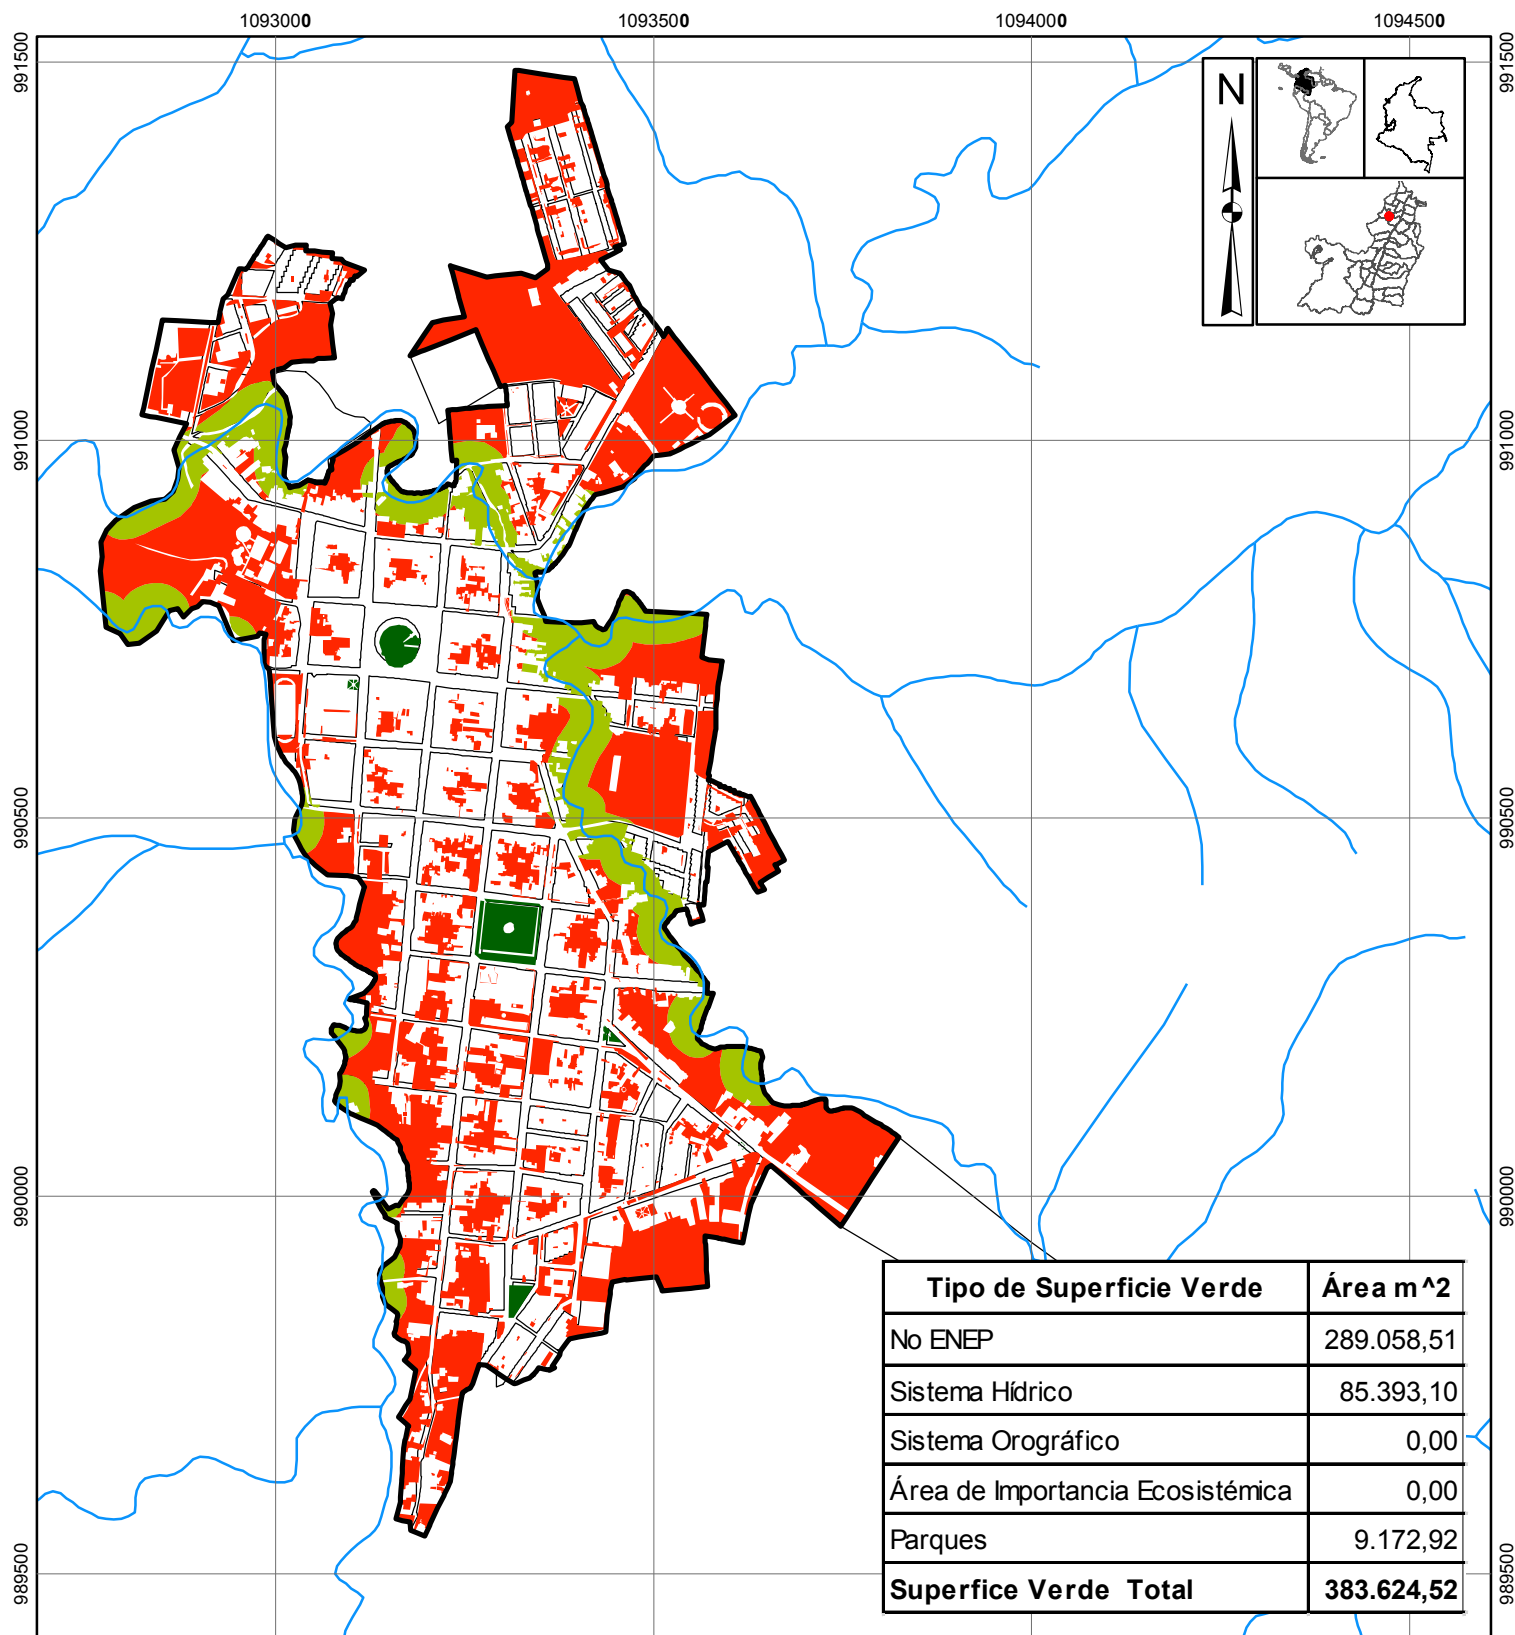 1093000 1093500 1094000 1094500
991500 991500
N
991000 991000
990500 990500
990000 990000
Tipo de Superficie Verde Área m^2
No ENEP 289.058,51
Sistema Hídrico 85.393,10
Sistema Orográfico 0,00
Área de Importancia Ecosistémica 0,00
Parques 9.172,92
Superfice Verde Total 383.624,52
989500 989500